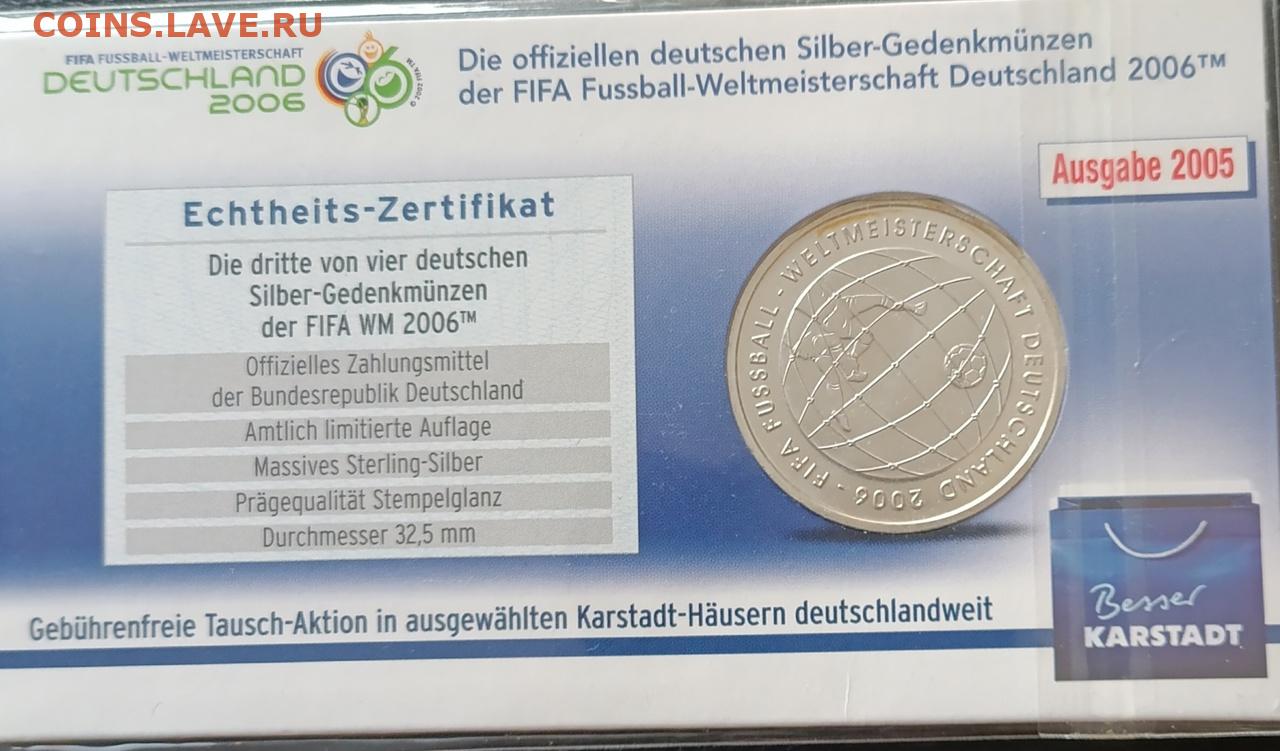 COINS.LAVE.RU
FIFA FUSSBALL-WELTMEISTERSCHAFT
DEUTSCHLAND
2006
Die offiziellen deutschen Silber-Gedenkmünzen
der FIFA Fussball-Weltmeisterschaft Deutschland 2006™
Ausgabe 2005
Echtheits-Zertifikat
Die dritte von vier deutschen
Silber-Gedenkmünzen
der FIFA WM 2006™
Offizielles Zahlungsmittel
der Bundesrepublik Deutschland
Amtlich limitierte Auflage
Massives Sterling-Silber
Prägequalität Stempelglanz
Durchmesser 32,5 mm
FIFA FUSSBALL - WELTMEISTERSCHAFT DEUTSCHLAND 2006 -
Gebührenfreie Tausch-Aktion in ausgewählten Karstadt-Häusern deutschlandweit
Besser
KARSTADT